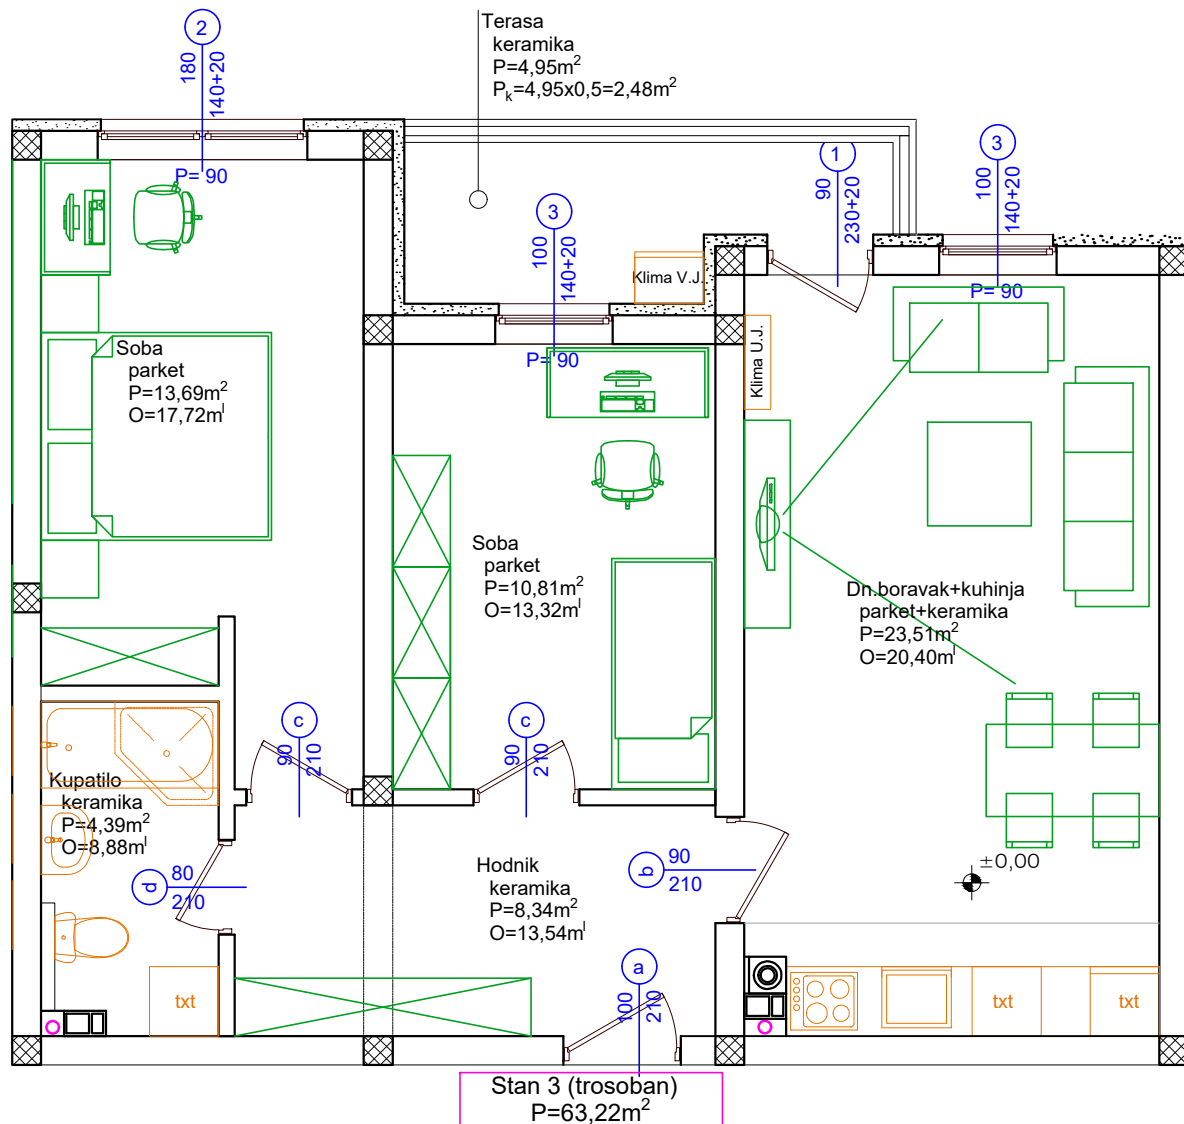 2
180
140+20
P= 90
Terasa
keramika
P=4,95m²
Pₖ=4,95x0,5=2,48m²
1
90
230+20
3
100
140+20
P= 90
3
100
140+20
P= 90
Klima V.J.
Klima U.J.
Soba
parket
P=13,69m²
O=17,72mˡ
Soba
parket
P=10,81m²
O=13,32mˡ
Dn.boravak+kuhinja
parket+keramika
P=23,51m²
O=20,40mˡ
c
90
210
c
90
210
Kupatilo
keramika
P=4,39m²
O=8,88mˡ
d
80
210
Hodnik
keramika
P=8,34m²
O=13,54mˡ
b
90
210
±0,00
a
100
210
txt
txt
txt
Stan 3 (trosoban)
P=63,22m²